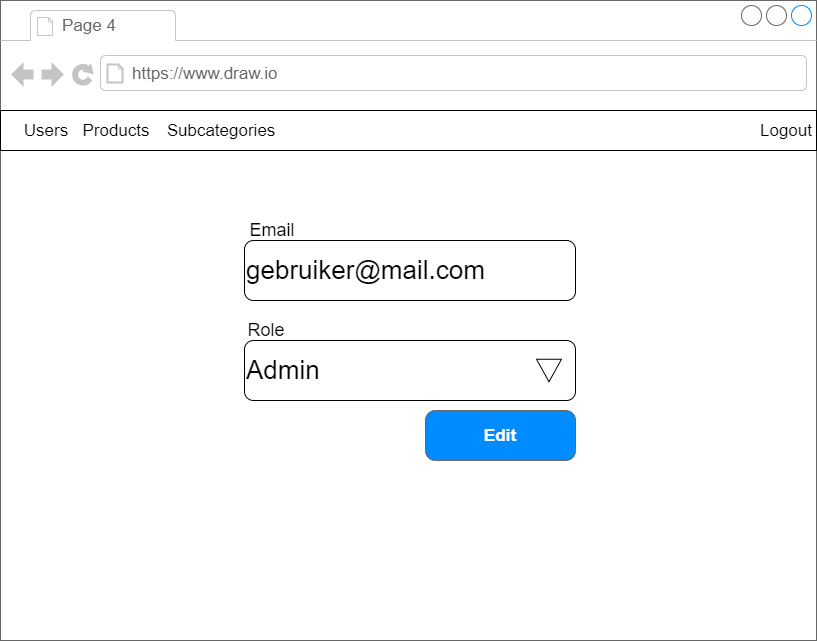 Page 4
https://www.draw.io
Users Products Subcategories Logout
Email
gebruiker@mail.com
Role
Admin
Edit